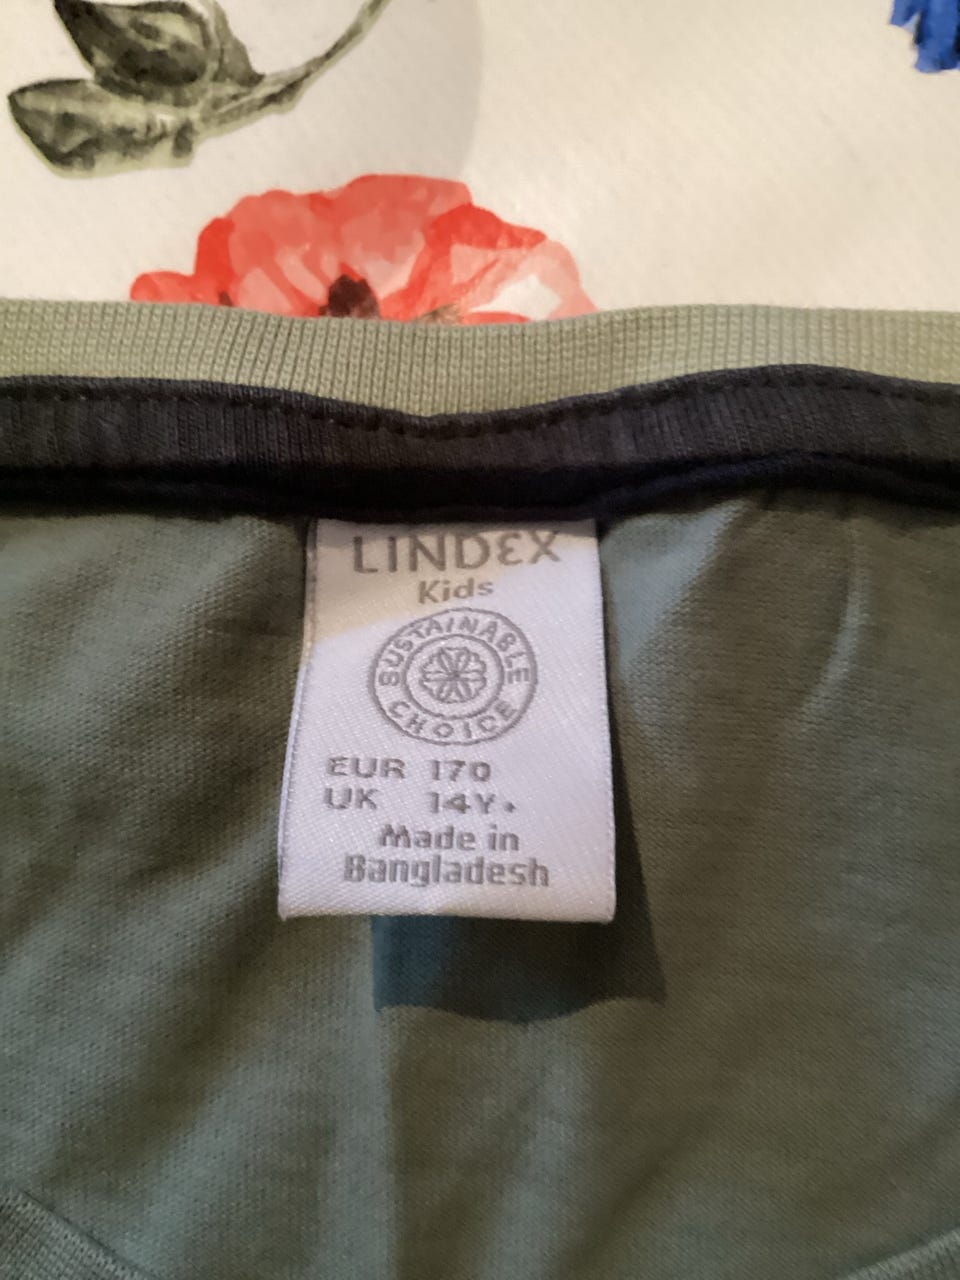 LINDEX
Kids
SUSTAINABLE
CHOICE
EUR 170
UK 14Y+
Made in
Bangladesh